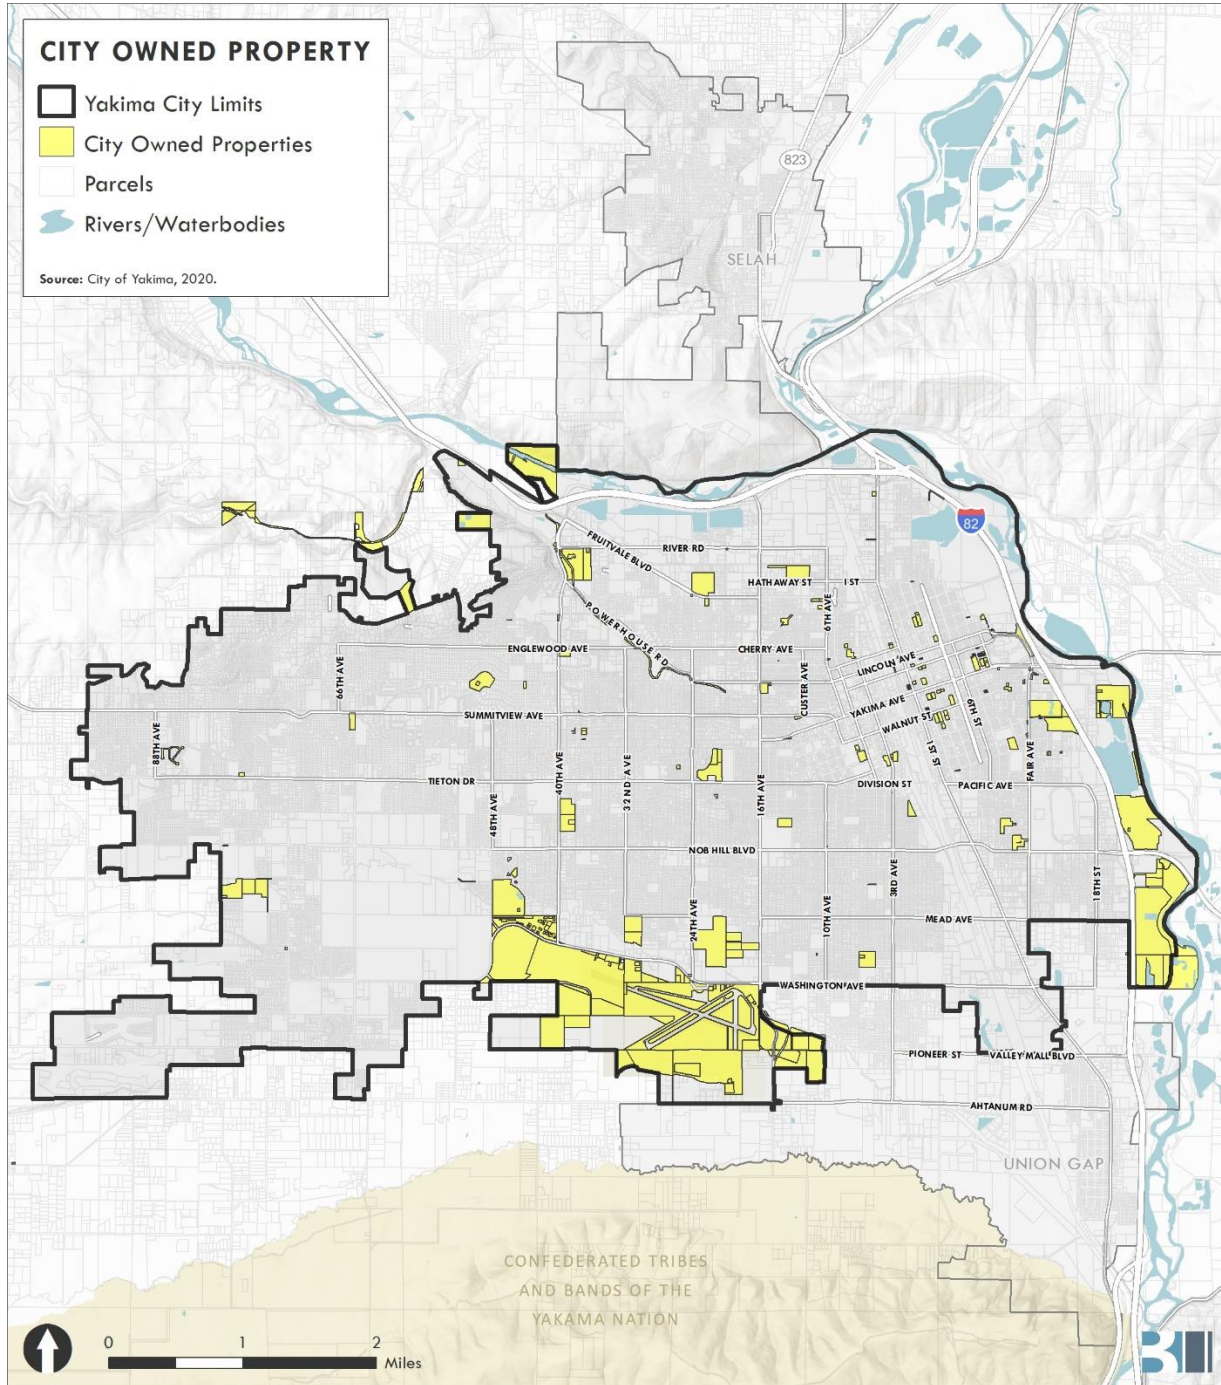 CITY OWNED PROPERTY
Yakima City Limits
City Owned Properties
Parcels
Rivers/Waterbodies
Source: City of Yakima, 2020.
823
SELAH
82
FRUITVALE BLVD
RIVER RD
HATHAWAY ST
I ST
POWERHOUSE RD
6TH AVE
ENGLEWOOD AVE
CHERRY AVE
LINCOLN AVE
66TH AVE
CUSTER AVE
YAKIMA AVE
6TH ST
SUMMITVIEW AVE
WALNUT ST
88TH AVE
1 ST ST
FAIR AVE
40TH AVE
32ND AVE
16TH AVE
TIETON DR
DIVISION ST
PACIFIC AVE
48TH AVE
NOB HILL BLVD
3RD AVE
18TH ST
24TH AVE
10TH AVE
MEAD AVE
WASHINGTON AVE
PIONEER ST
VALLEY MALL BLVD
AHTANUM RD
UNION GAP
CONFEDERATED TRIBES
AND BANDS OF THE
YAKAMA NATION
0 1 2
Miles
B